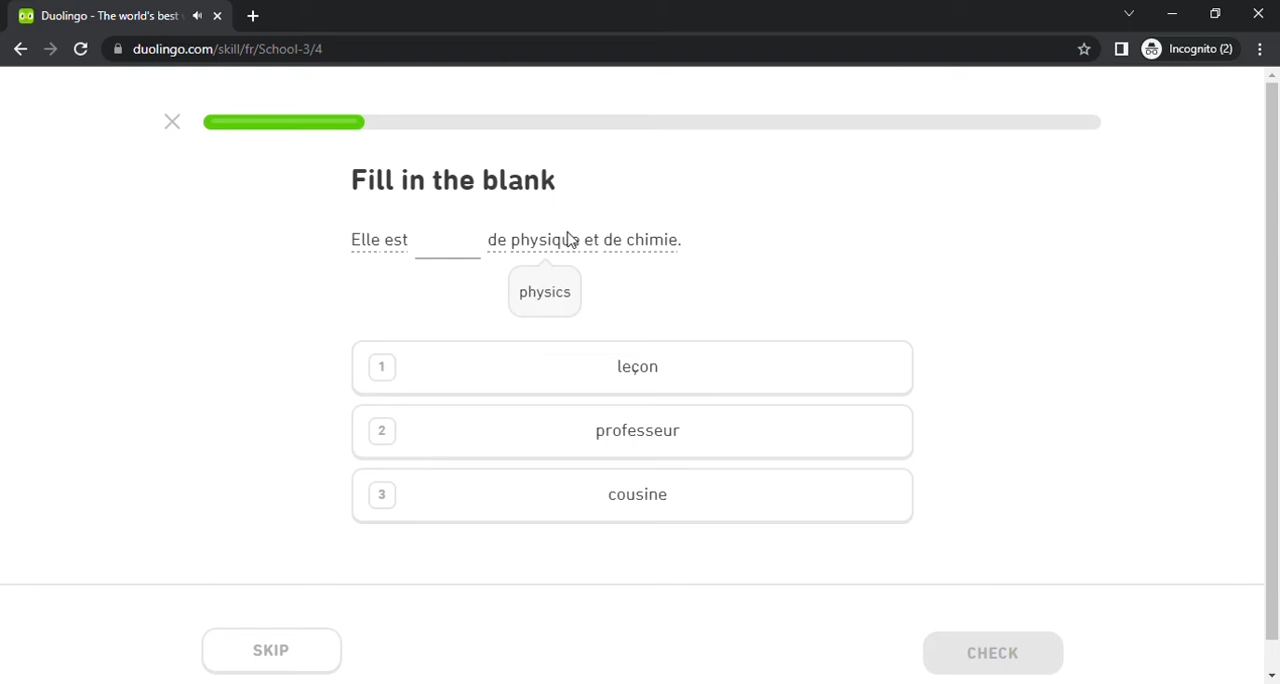 Duolingo - The world's best
duolingo.com/skill/fr/School-3/4
Incognito (2)
Fill in the blank
Elle est ______ de physique et de chimie.
physics
1 leçon
2 professeur
3 cousine
SKIP
CHECK